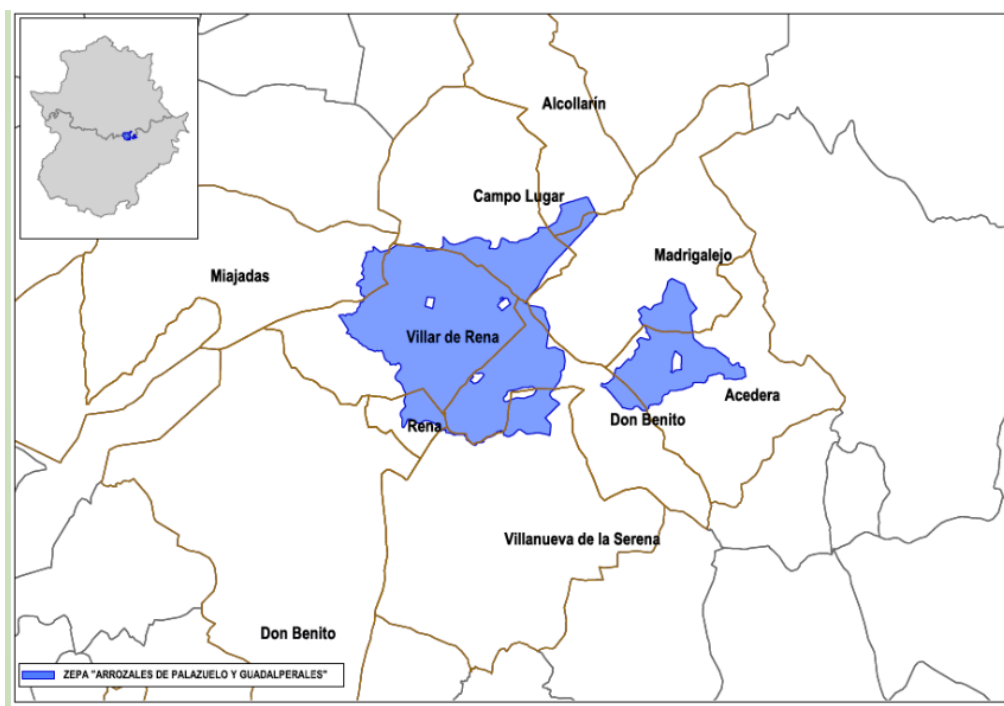 Alcollarín
Campo Lugar
Madrigalejo
Miajadas
Villar de Rena
Acedera
Don Benito
Rena
Villanueva de la Serena
Don Benito
ZEPA "ARROZALES DE PALAZUELO Y GUADALPERALES"